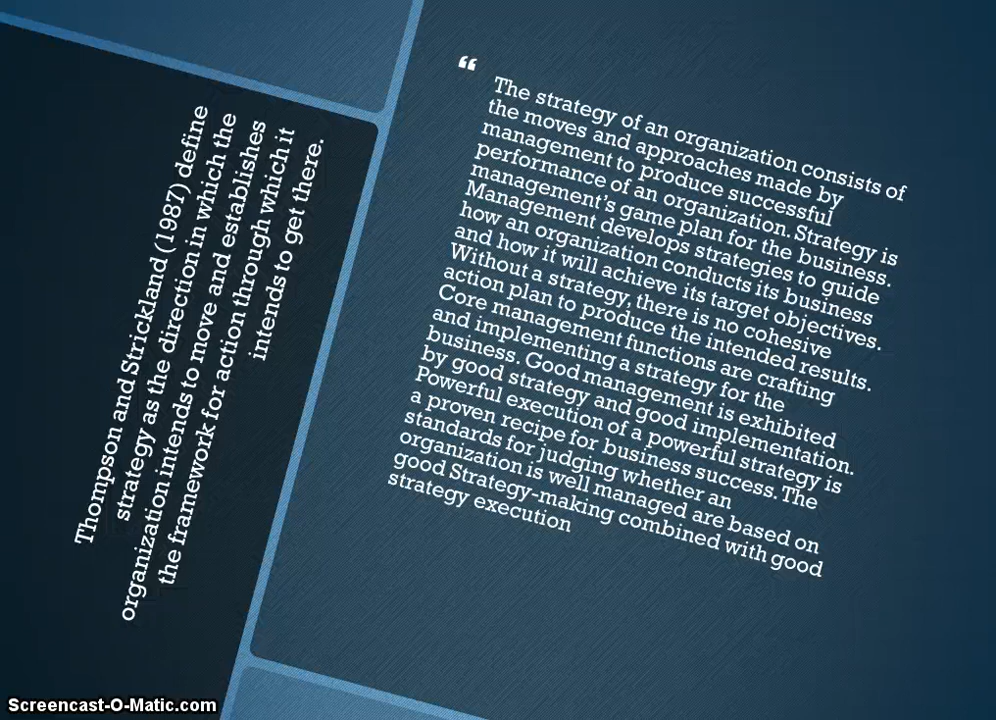 Thompson and Strickland (1987) define
strategy as the direction in which the
organization intends to move and establishes
the framework for action through which it
intends to get there.
“
The strategy of an organization consists of
the moves and approaches made by
management to produce successful
performance of an organization. Strategy is
management’s game plan for the business.
Management develops strategies to guide
how an organization conducts its business
and how it will achieve its target objectives.
Without a strategy, there is no cohesive
action plan to produce the intended results.
Core management functions are crafting
and implementing a strategy for the
business. Good management is exhibited
by good strategy and good implementation.
Powerful execution of a powerful strategy is
a proven recipe for business success. The
standards for judging whether an
organization is well managed are based on
good Strategy-making combined with good
strategy execution
Screencast-O-Matic.com